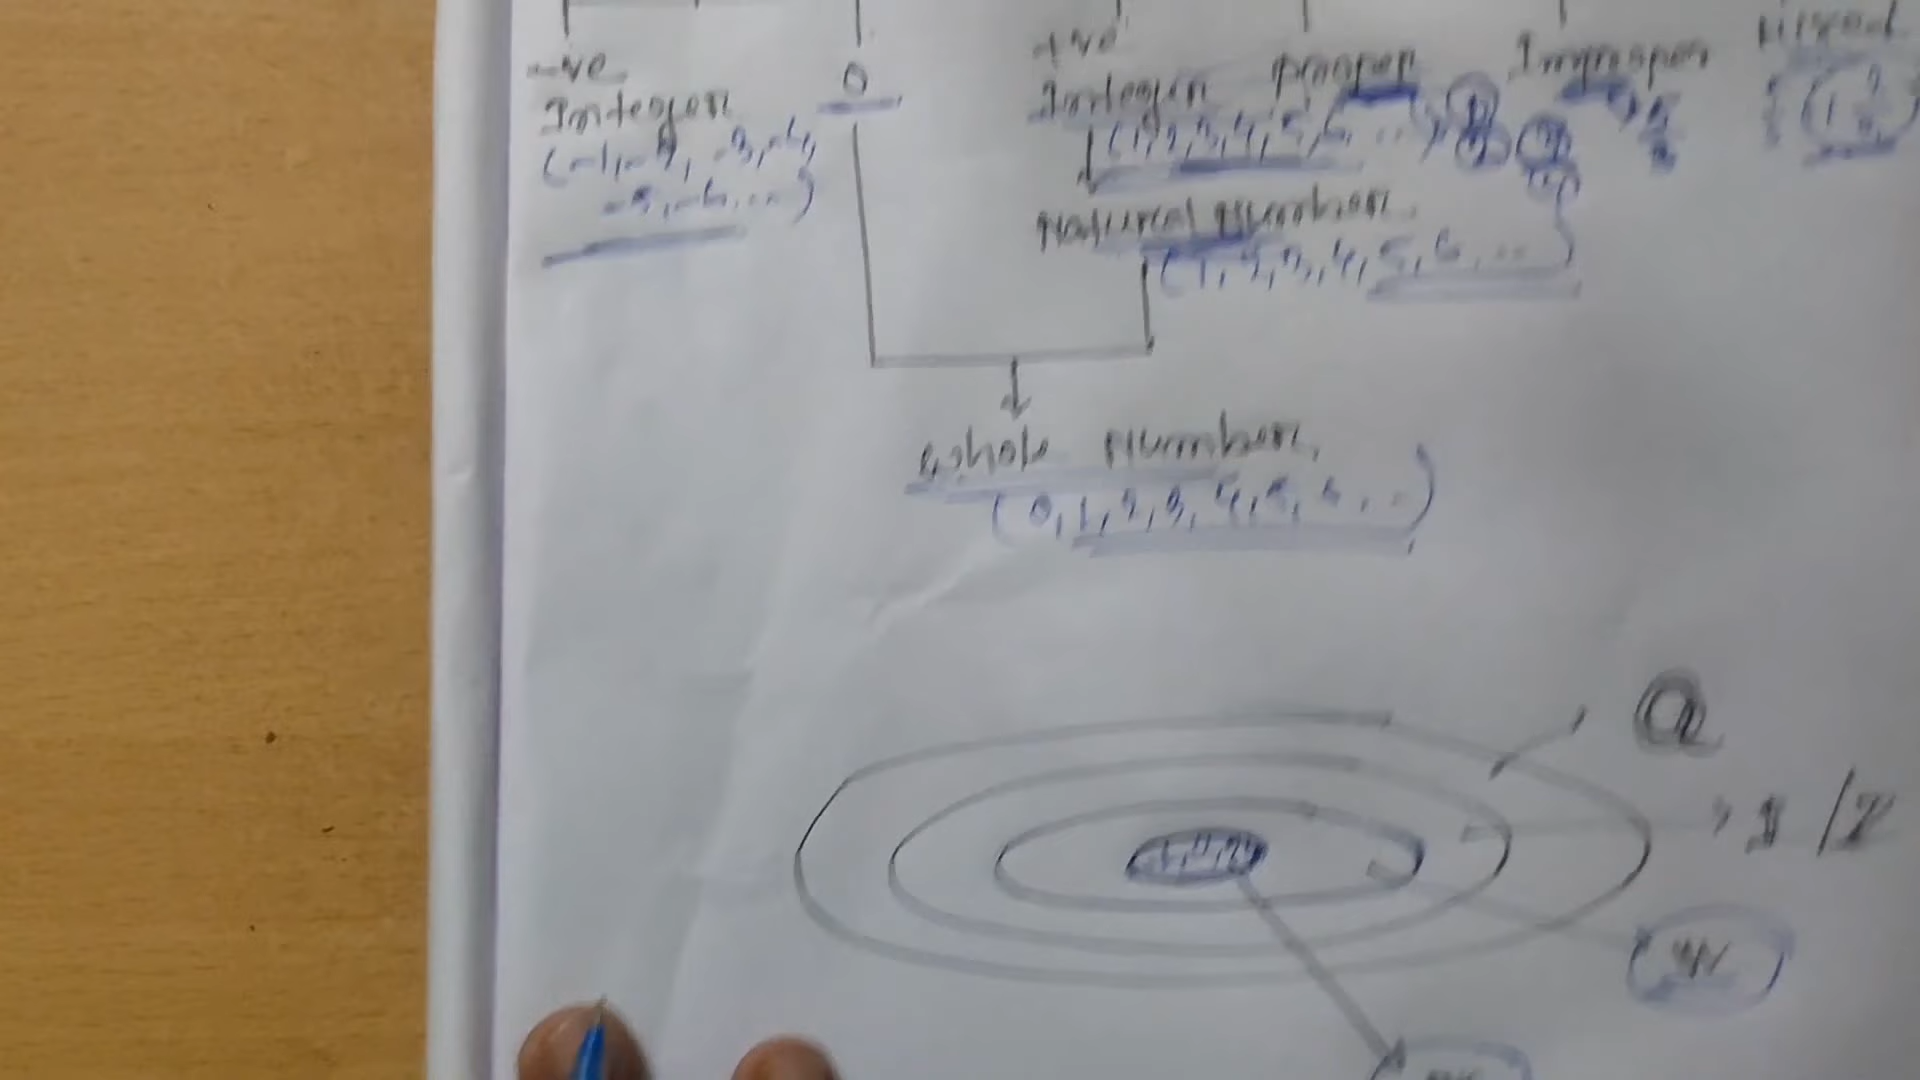 -ve
Integer
(-1, -2, -3, -4,
-5, -6, ...)
0
+ve
Integer
(1, 2, 3, 4, 5, 6, ...)
Natural Number.
(1, 2, 3, 4, 5, 6, ...)
proper
Improper
Mixed
Whole Number.
(0, 1, 2, 3, 4, 5, 6, ...)
Q
I / Z
W